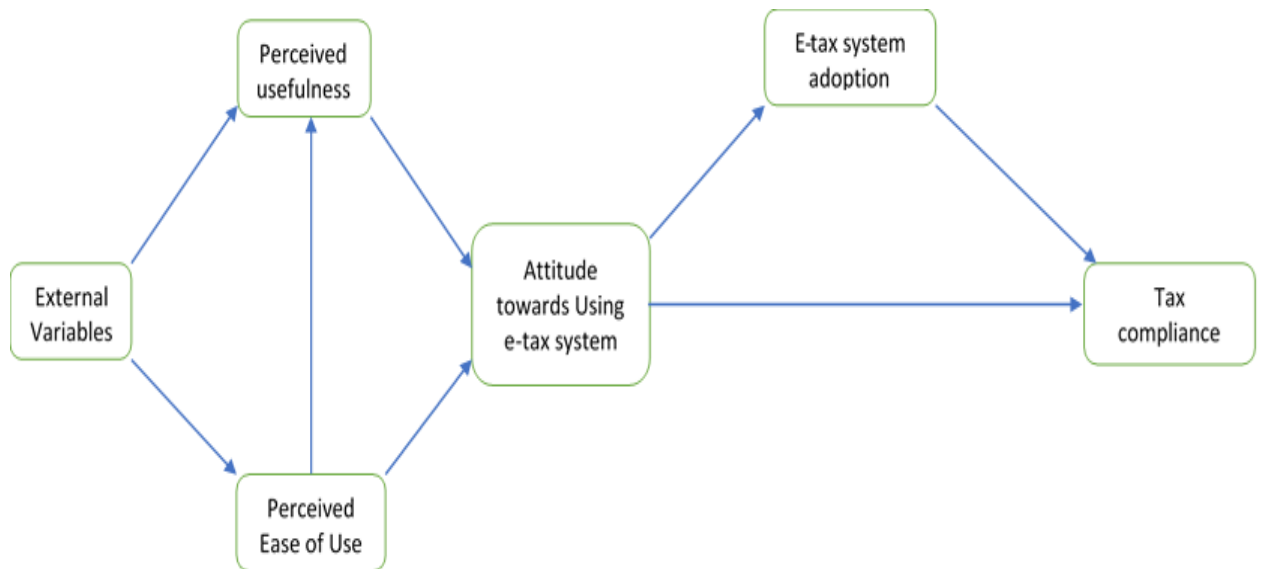 Perceived
usefulness
E-tax system
adoption
External
Variables
Attitude
towards Using
e-tax system
Tax
compliance
Perceived
Ease of Use